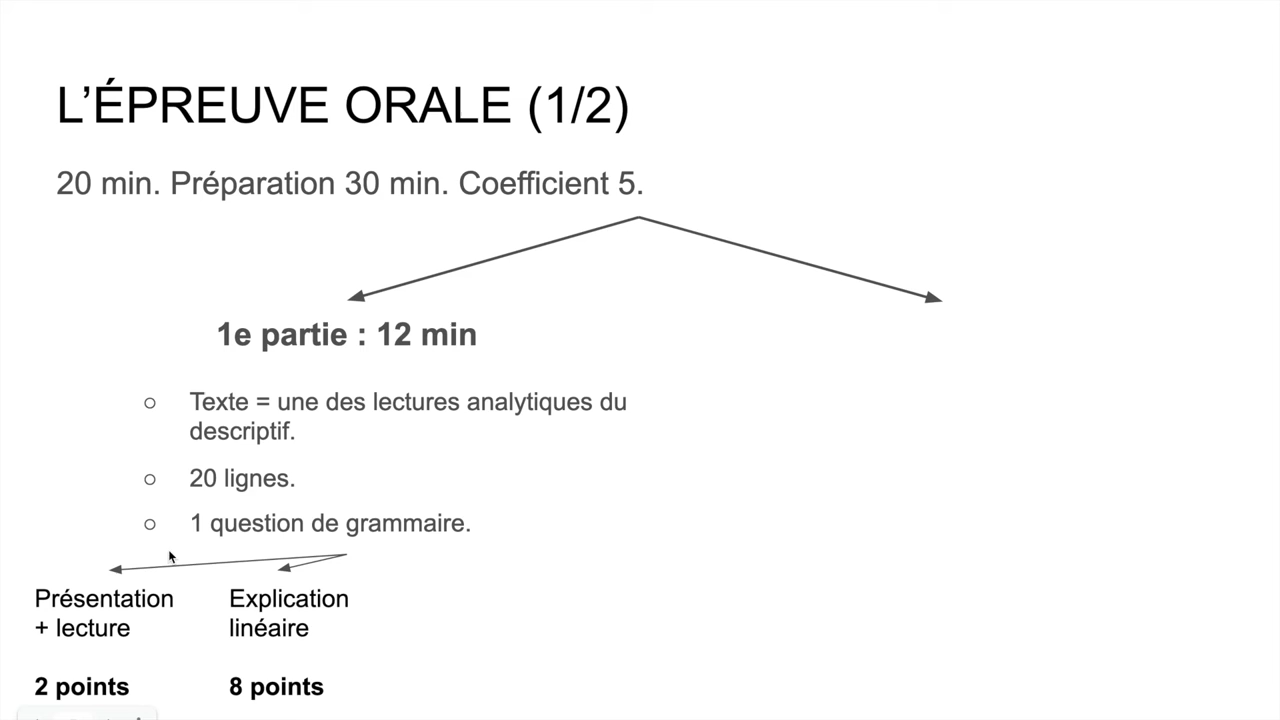 L'ÉPREUVE ORALE (1/2)
20 min. Préparation 30 min. Coefficient 5.
1e partie : 12 min
Texte = une des lectures analytiques du
descriptif.
20 lignes.
1 question de grammaire.
Présentation
+ lecture
2 points
Explication
linéaire
8 points